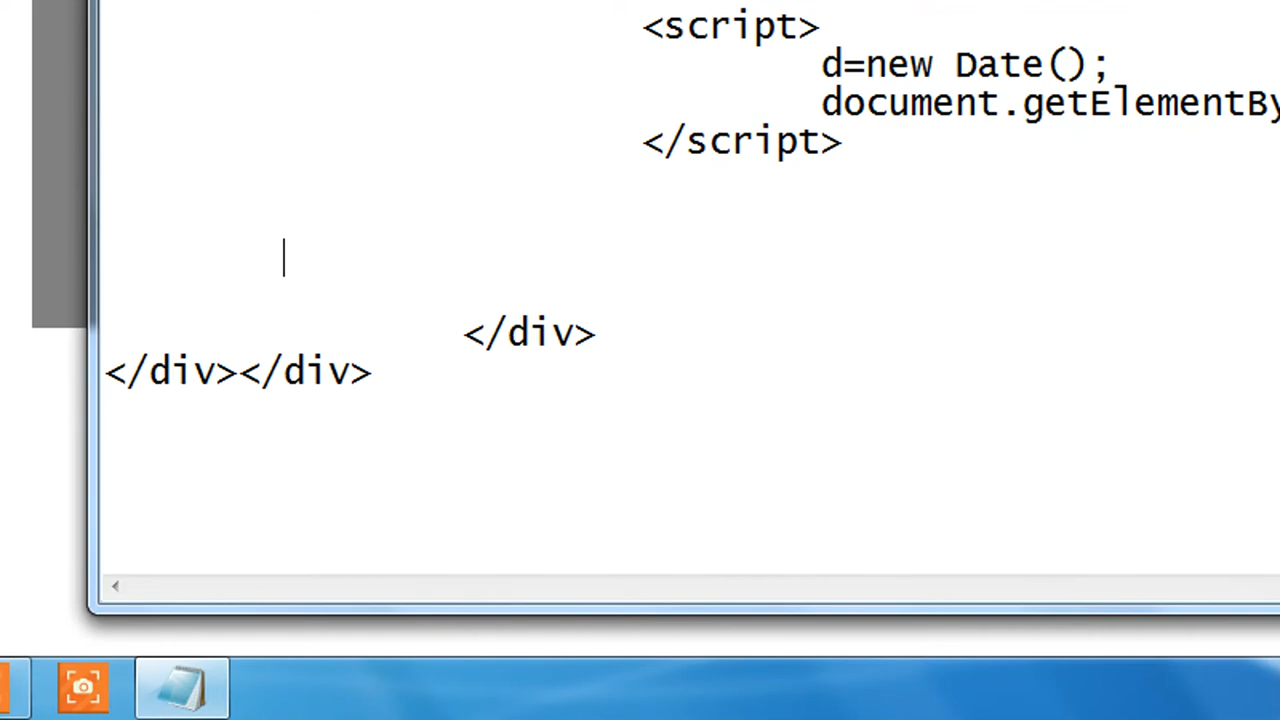 <script>
d=new Date();
document.getElementBy
</script>
</div>
</div></div>